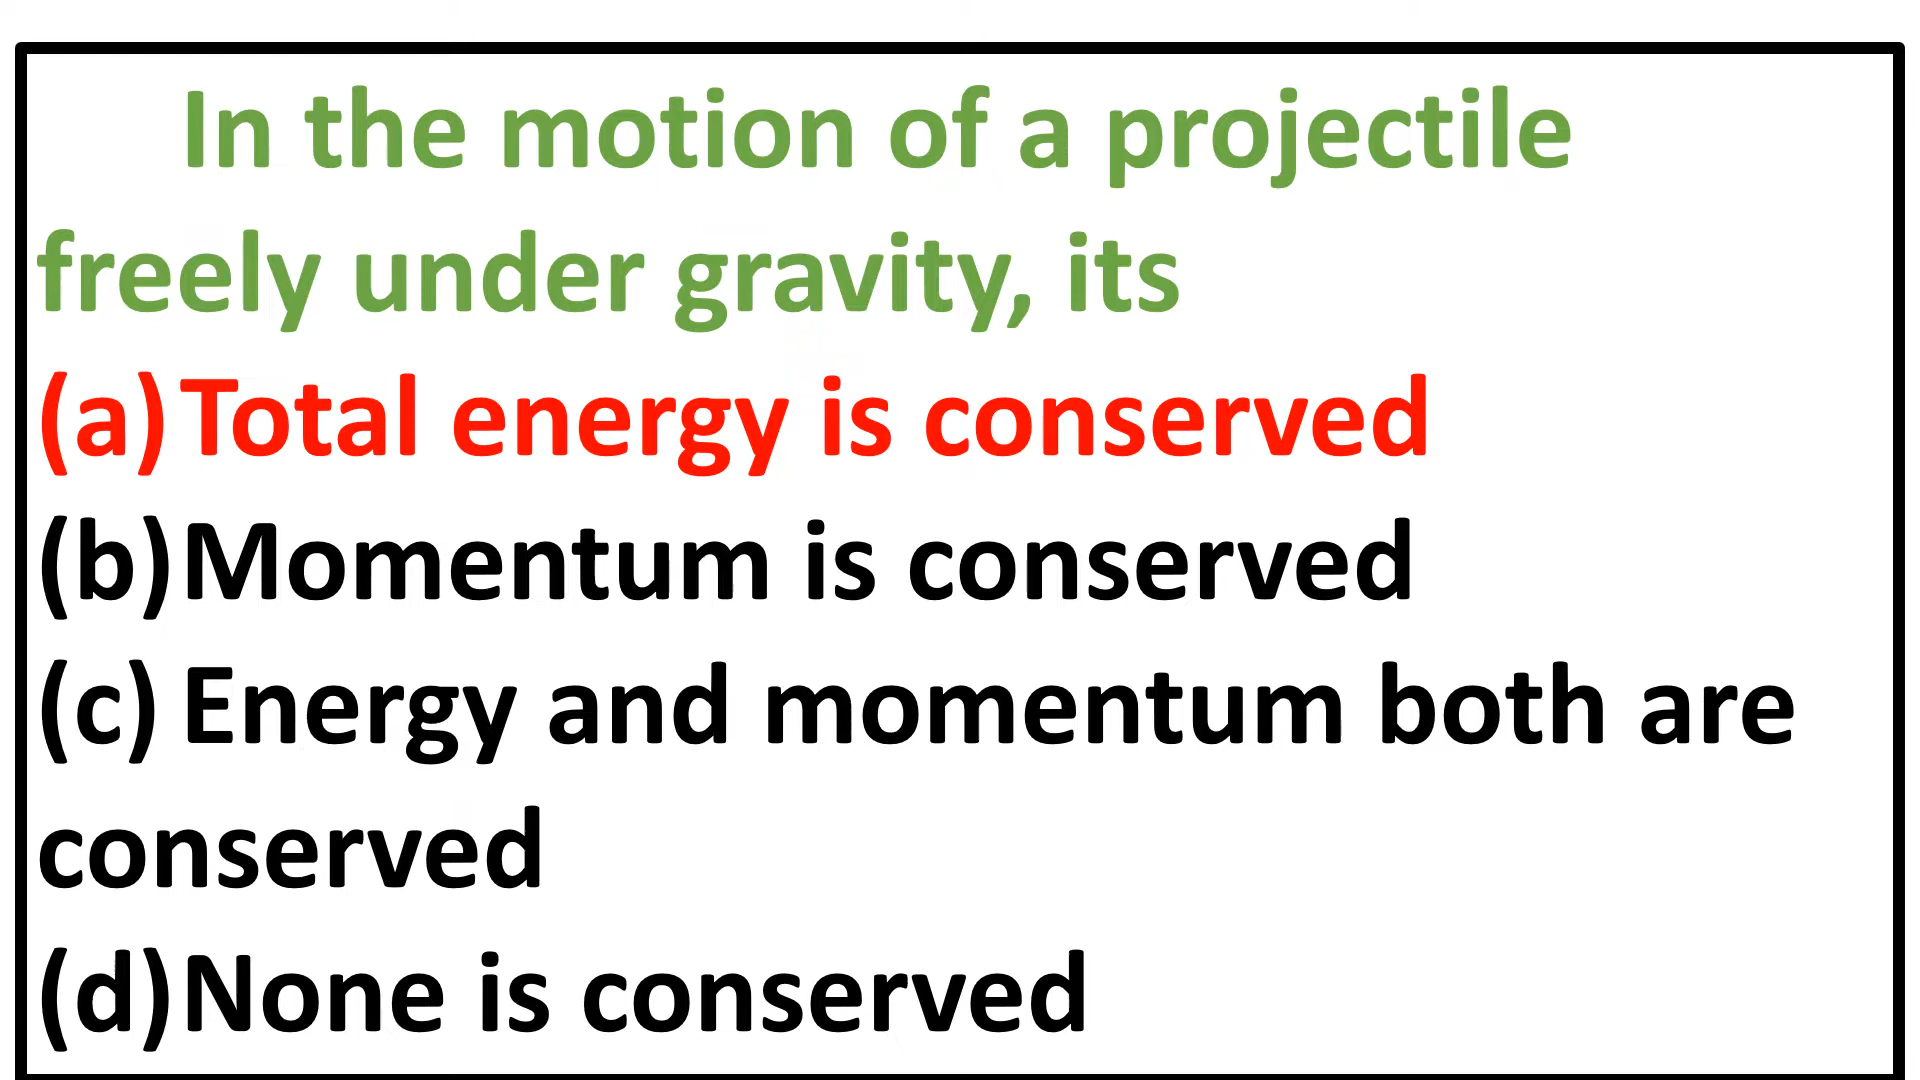 In the motion of a projectile
freely under gravity, its
(a) Total energy is conserved
(b) Momentum is conserved
(c) Energy and momentum both are
conserved
(d) None is conserved